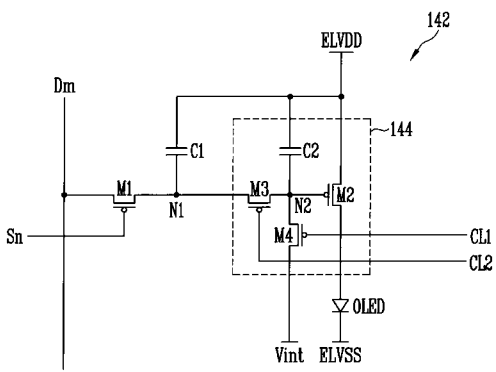 142
ELVDD
Dm
144
C1
C2
M1
M3
M2
N1
N2
M4
Sn
CL1
CL2
OLED
Vint
ELVSS